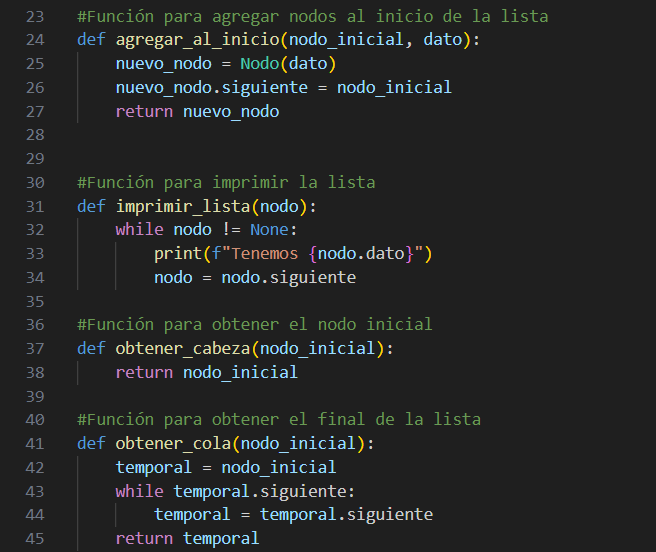 23 #Función para agregar nodos al inicio de la lista
24 def agregar_al_inicio(nodo_inicial, dato):
25     nuevo_nodo = Nodo(dato)
26     nuevo_nodo.siguiente = nodo_inicial
27     return nuevo_nodo
28
29
30 #Función para imprimir la lista
31 def imprimir_lista(nodo):
32     while nodo != None:
33         print(f"Tenemos {nodo.dato}")
34         nodo = nodo.siguiente
35
36 #Función para obtener el nodo inicial
37 def obtener_cabeza(nodo_inicial):
38     return nodo_inicial
39
40 #Función para obtener el final de la lista
41 def obtener_cola(nodo_inicial):
42     temporal = nodo_inicial
43     while temporal.siguiente:
44         temporal = temporal.siguiente
45     return temporal